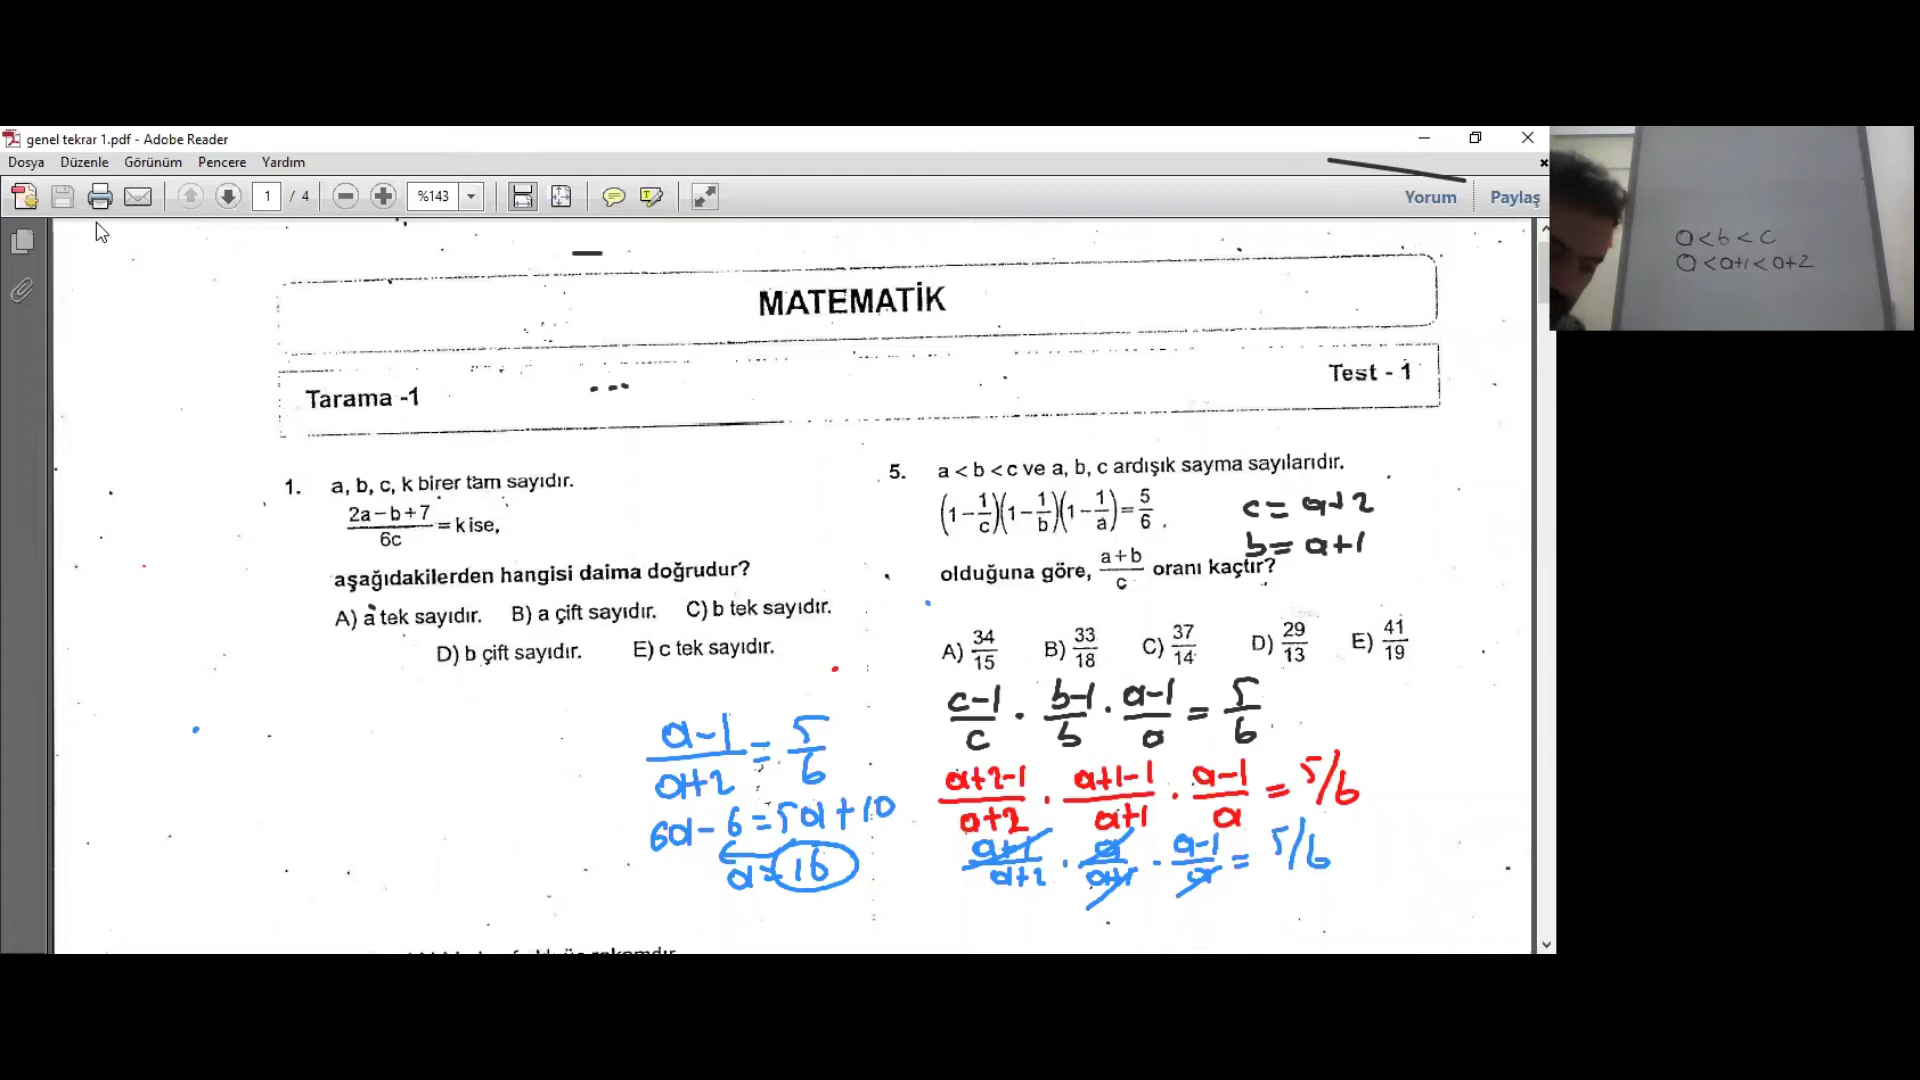 genel tekrar 1.pdf - Adobe Reader
Dosya Düzenle Görünüm Pencere Yardım
1 / 4 %143 Yorum Paylaş
MATEMATİK
Tarama -1
Test - 1
1. a, b, c, k birer tam sayıdır.
(2a-b+7)/6c = k ise,
aşağıdakilerden hangisi daima doğrudur?
A) a tek sayıdır. B) a çift sayıdır. C) b tek sayıdır.
D) b çift sayıdır. E) c tek sayıdır.
a-1/a+2 = 5/6
6a-6=5a+10
a=16
5. a < b < c ve a, b, c ardışık sayma sayılarıdır.
(1-1/c)(1-1/b)(1-1/a)=5/6 .
c= a+2
b= a+1
olduğuna göre, (a+b)/c oranı kaçtır?
A) 34/15 B) 33/18 C) 37/14 D) 29/13 E) 41/19
c-1/c . b-1/b . a-1/a = 5/6
a+2-1/a+2 . a+1-1/a+1 . a-1/a = 5/6
a+1/a+2 . a/a+1 . a-1/a = 5/6
a<b<c
a<a+1<a+2